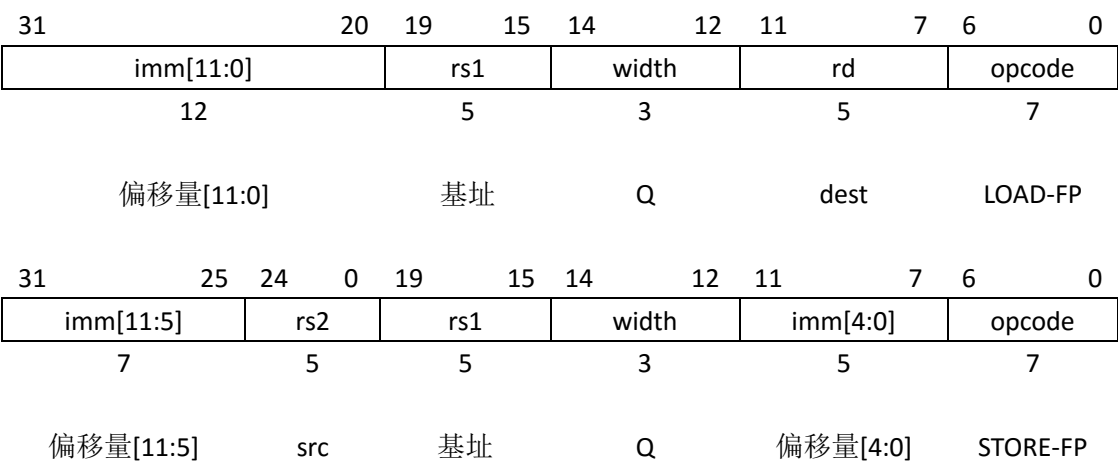 31 20 19 15 14 12 11 7 6 0
imm[11:0] rs1 width rd opcode
12 5 3 5 7
偏移量[11:0] 基址 Q dest LOAD-FP
31 25 24 0 19 15 14 12 11 7 6 0
imm[11:5] rs2 rs1 width imm[4:0] opcode
7 5 5 3 5 7
偏移量[11:5] src 基址 Q 偏移量[4:0] STORE-FP